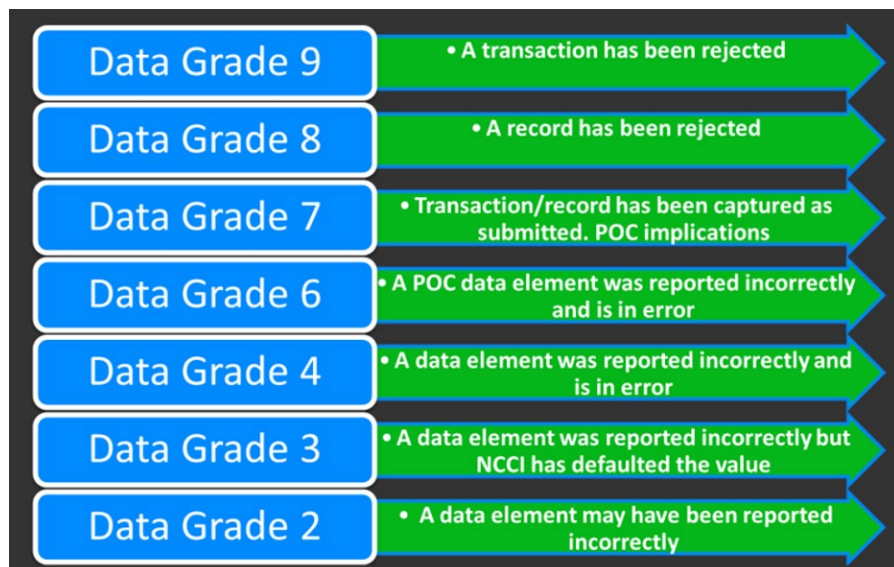 Data Grade 9
• A transaction has been rejected
Data Grade 8
• A record has been rejected
Data Grade 7
• Transaction/record has been captured as
submitted. POC implications
Data Grade 6
• A POC data element was reported incorrectly
and is in error
Data Grade 4
• A data element was reported incorrectly and
is in error
Data Grade 3
• A data element was reported incorrectly but
NCCI has defaulted the value
Data Grade 2
• A data element may have been reported
incorrectly